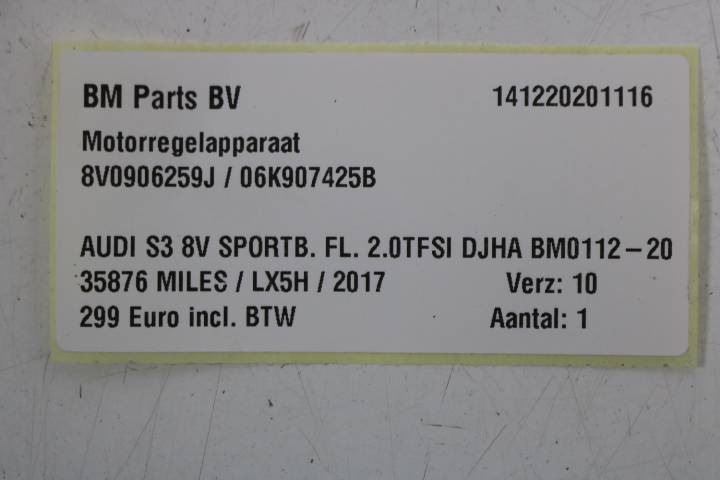 BM Parts BV 141220201116
Motorregelapparaat
8V0906259J / 06K907425B
AUDI S3 8V SPORTB. FL. 2.0TFSI DJHA BM0112-20
35876 MILES / LX5H / 2017 Verz: 10
299 Euro incl. BTW Aantal: 1